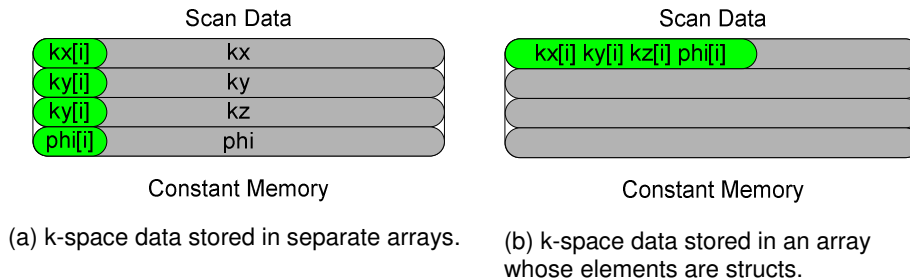 Scan Data
kx[i] kx
ky[i] ky
ky[i] kz
phi[i] phi
Constant Memory
(a) k-space data stored in separate arrays.
Scan Data
kx[i] ky[i] kz[i] phi[i]
Constant Memory
(b) k-space data stored in an array
whose elements are structs.